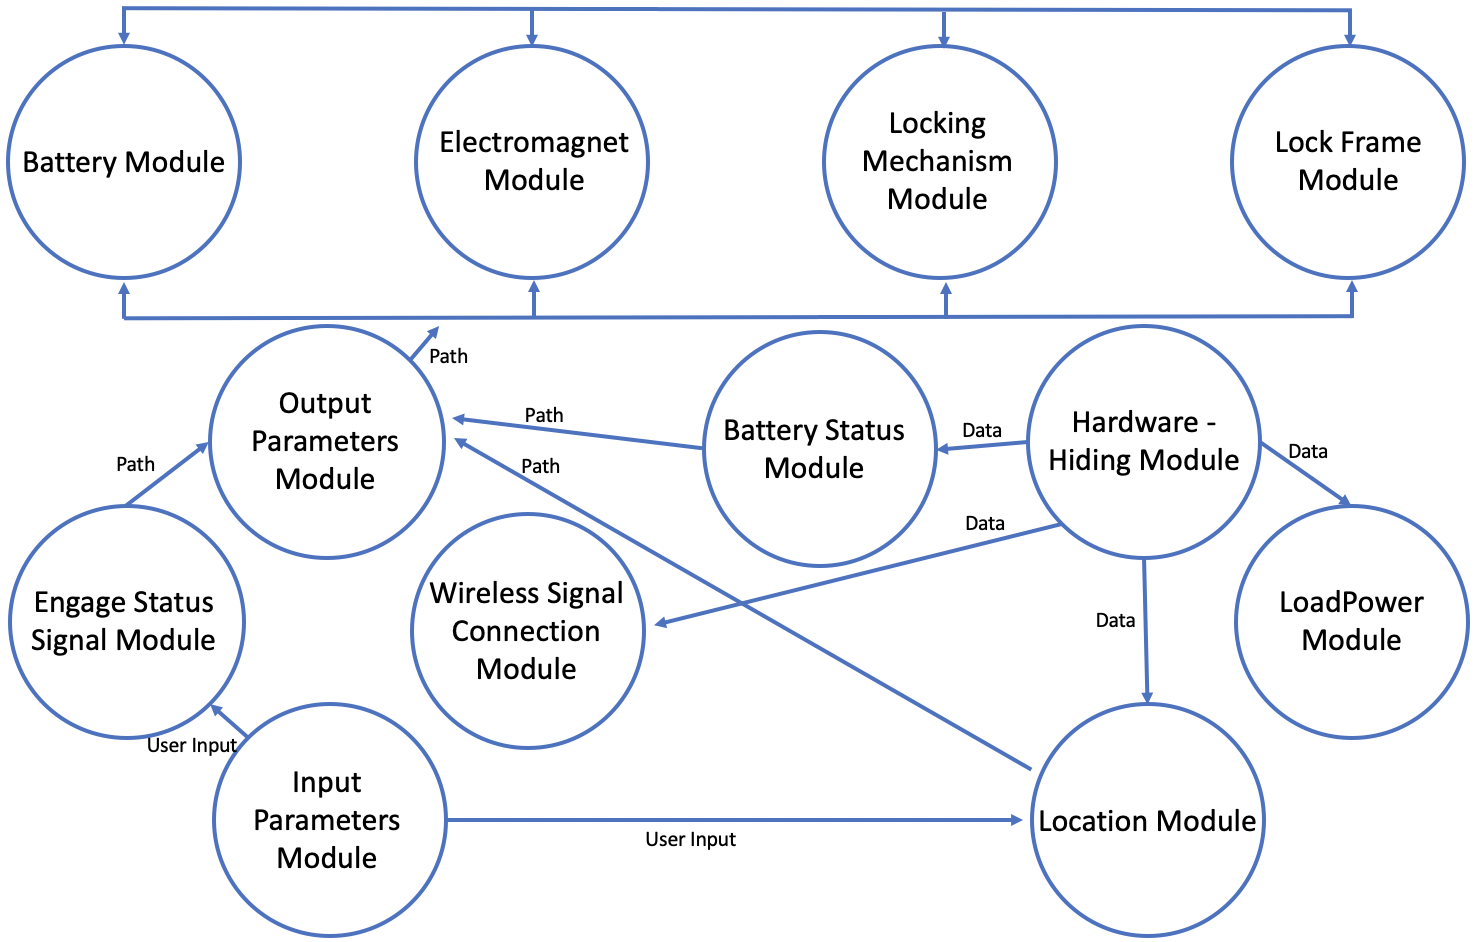 Battery Module
Electromagnet
Module
Locking
Mechanism
Module
Lock Frame
Module
Path
Output
Parameters
Module
Path
Battery Status
Module
Data
Hardware -
Hiding Module
Data
Path
Path
Data
Engage Status
Signal Module
Wireless Signal
Connection
Module
Data
LoadPower
Module
User Input
Input
Parameters
Module
User Input
Location Module